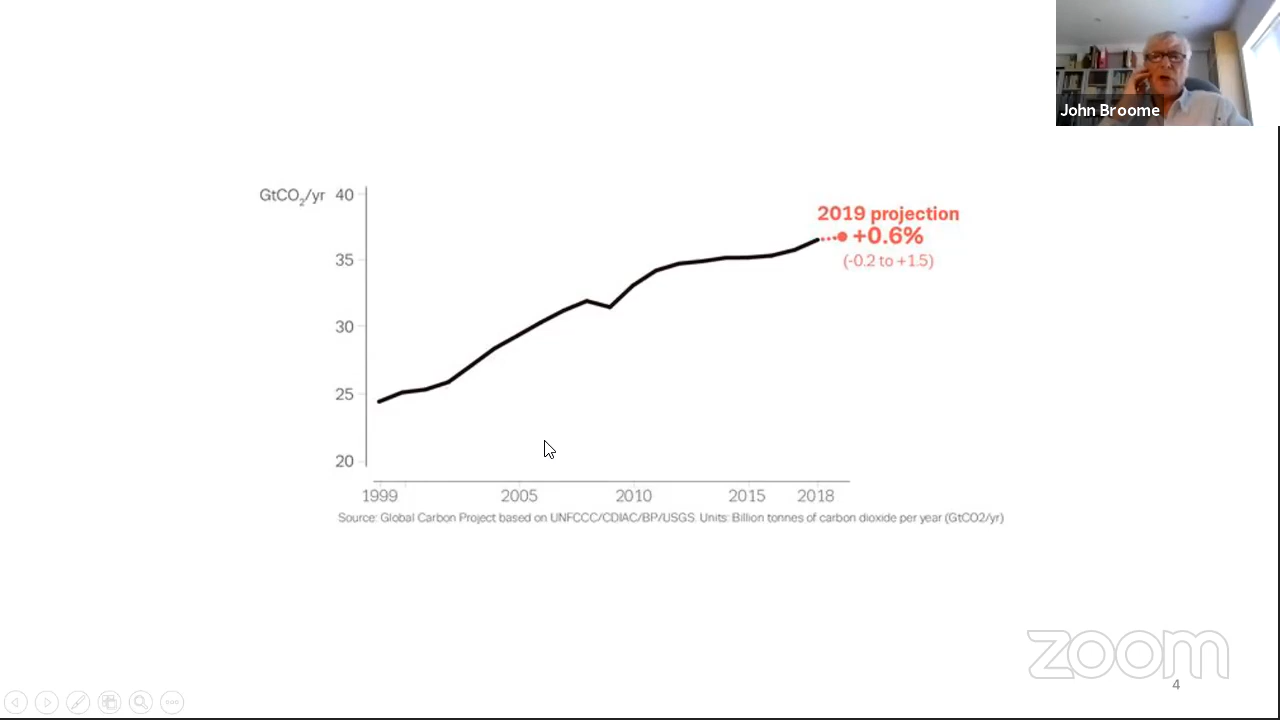 John Broome
GtCO₂/yr 40
2019 projection
+0.6%
(-0.2 to +1.5)
35
30
25
20
1999 2005 2010 2015 2018
Source: Global Carbon Project based on UNFCCC/CDIAC/BP/USGS. Units: Billion tonnes of carbon dioxide per year (GtCO2/yr)
zoom
4